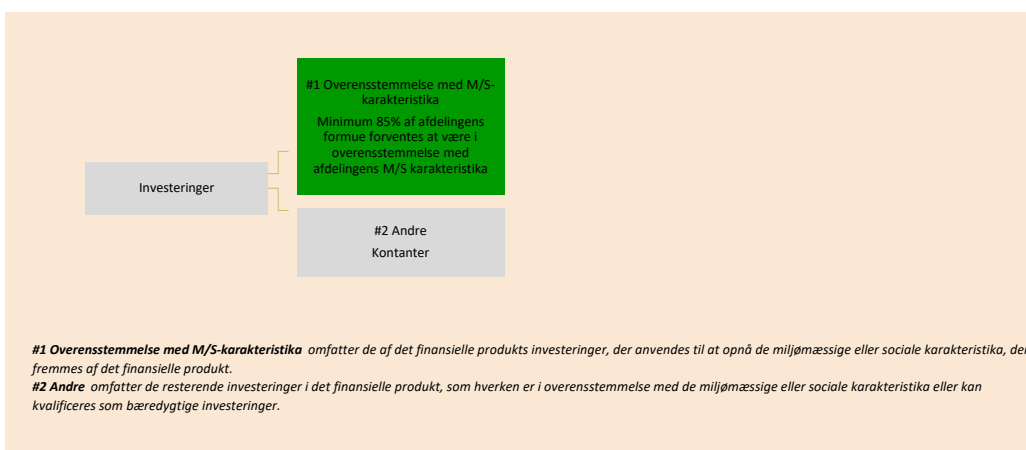 #1 Overensstemmelse med M/S-
karakteristika
Minimum 85% af afdelingens
formue forventes at være i
overensstemmelse med
afdelingens M/S karakteristika
Investeringer
#2 Andre
Kontanter
#1 Overensstemmelse med M/S-karakteristika omfatter de af det finansielle produkts investeringer, der anvendes til at opnå de miljømæssige eller sociale karakteristika, der
fremmes af det finansielle produkt.
#2 Andre omfatter de resterende investeringer i det finansielle produkt, som hverken er i overensstemmelse med de miljømæssige eller sociale karakteristika eller kan
kvalificeres som bæredygtige investeringer.